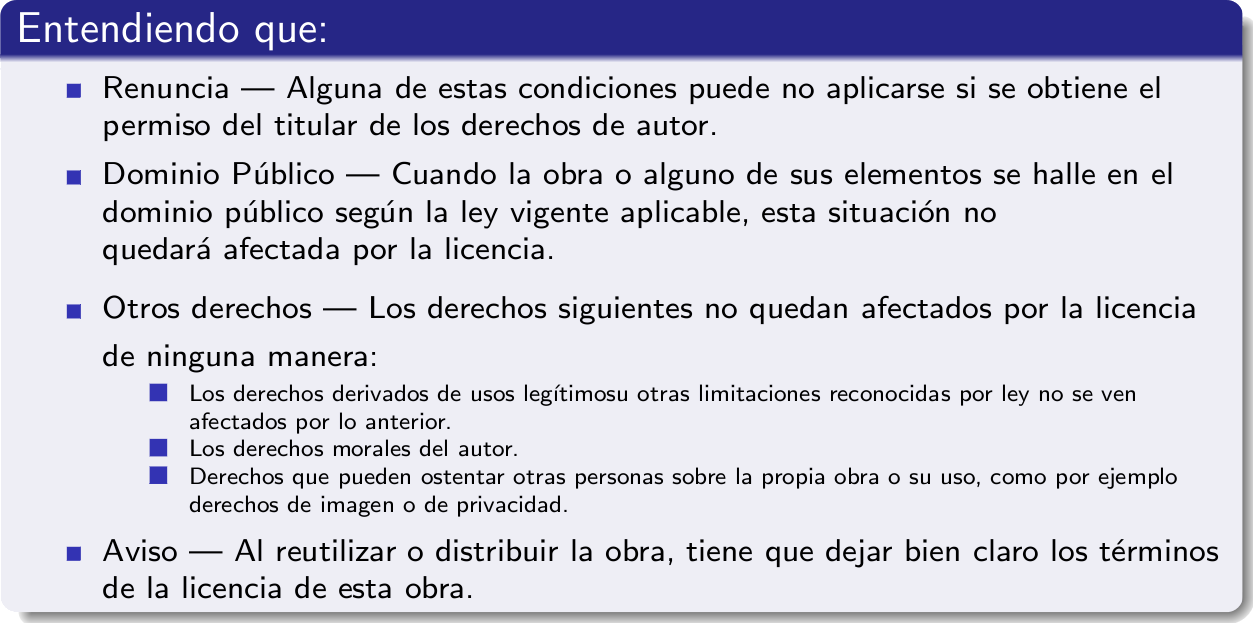 Entendiendo que:
Renuncia — Alguna de estas condiciones puede no aplicarse si se obtiene el
permiso del titular de los derechos de autor.
Dominio Público — Cuando la obra o alguno de sus elementos se halle en el
dominio público según la ley vigente aplicable, esta situación no
quedará afectada por la licencia.
Otros derechos — Los derechos siguientes no quedan afectados por la licencia
de ninguna manera:
Los derechos derivados de usos legítimosu otras limitaciones reconocidas por ley no se ven
afectados por lo anterior.
Los derechos morales del autor.
Derechos que pueden ostentar otras personas sobre la propia obra o su uso, como por ejemplo
derechos de imagen o de privacidad.
Aviso — Al reutilizar o distribuir la obra, tiene que dejar bien claro los términos
de la licencia de esta obra.